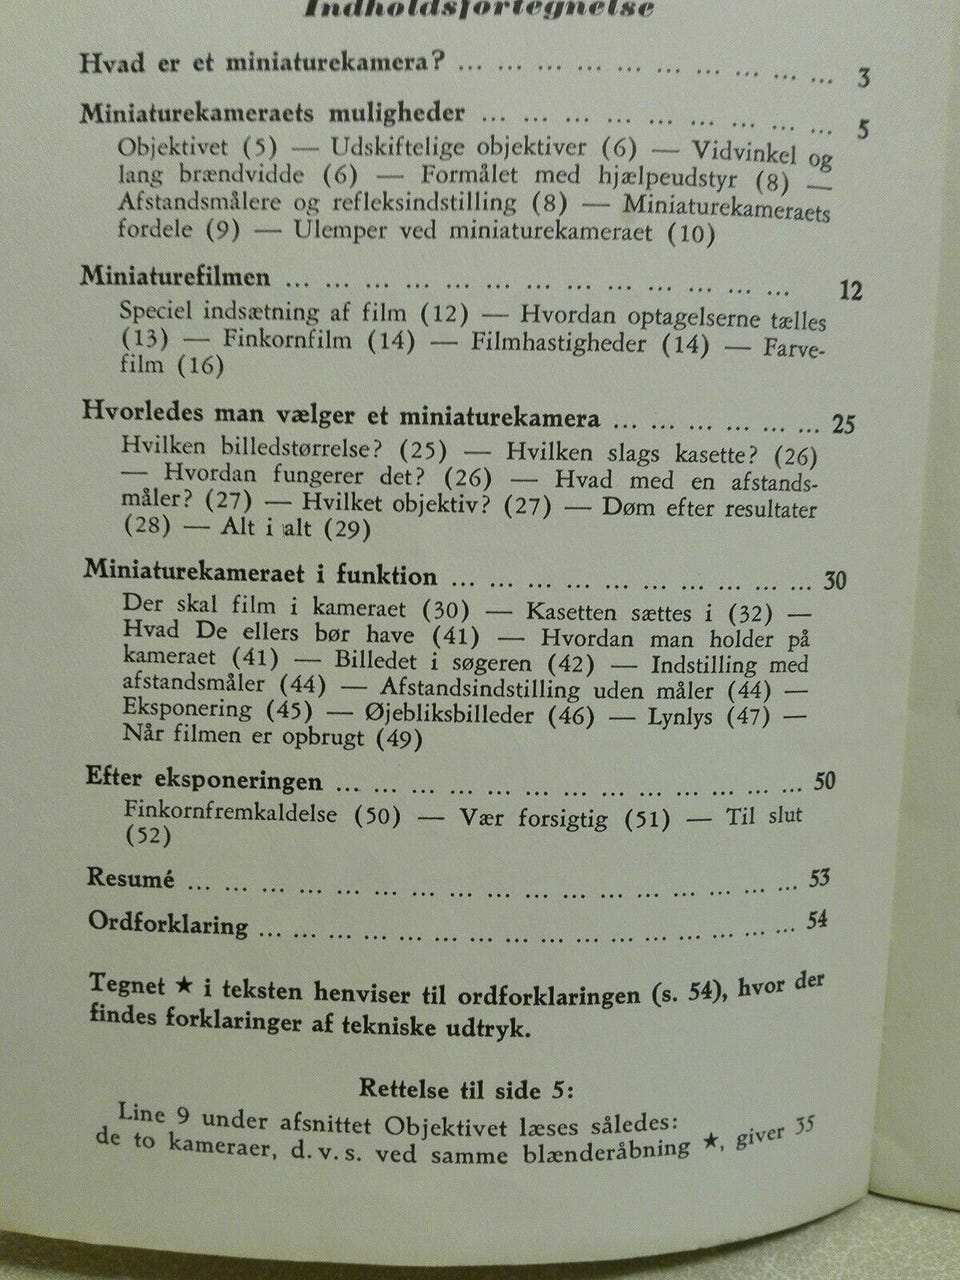 Indholdsfortegnelse
Hvad er et miniaturekamera? ... ... ... ... ... ... ... ... ... ... 3
Miniaturekameraets muligheder ... ... ... ... ... ... ... ... ... 5
Objektivet (5) — Udskiftelige objektiver (6) — Vidvinkel og
lang brændvidde (6) — Formålet med hjælpeudstyr (8) —
Afstandsmålere og refleksindstilling (8) — Miniaturekameraets
fordele (9) — Ulemper ved miniaturekameraet (10)
Miniaturefilmen ... ... ... ... ... ... ... ... ... ... ... ... ... 12
Speciel indsætning af film (12) — Hvordan optagelserne tælles
(13) — Finkornfilm (14) — Filmhastigheder (14) — Farve-
film (16)
Hvorledes man vælger et miniaturekamera ... ... ... ... ... ... 25
Hvilken billedstørrelse? (25) — Hvilken slags kasette? (26)
— Hvordan fungerer det? (26) — Hvad med en afstands-
måler? (27) — Hvilket objektiv? (27) — Døm efter resultater
(28) — Alt i alt (29)
Miniaturekameraet i funktion ... ... ... ... ... ... ... ... ... ... 30
Der skal film i kameraet (30) — Kasetten sættes i (32) —
Hvad De ellers bør have (41) — Hvordan man holder på
kameraet (41) — Billedet i søgeren (42) — Indstilling med
afstandsmåler (44) — Afstandsindstilling uden måler (44) —
Eksponering (45) — Øjebliksbilleder (46) — Lynlys (47) —
Når filmen er opbrugt (49)
Efter eksponeringen ... ... ... ... ... ... ... ... ... ... ... ... ... 50
Finkornfremkaldelse (50) — Vær forsigtig (51) — Til slut
(52)
Resumé ... ... ... ... ... ... ... ... ... ... ... ... ... ... ... ... ... 53
Ordforklaring ... ... ... ... ... ... ... ... ... ... ... ... ... ... ... 54
Tegnet ★ i teksten henviser til ordforklaringen (s. 54), hvor der
findes forklaringer af tekniske udtryk.
Rettelse til side 5:
Line 9 under afsnittet Objektivet læses således:
de to kameraer, d. v. s. ved samme blænderåbning ★, giver 35